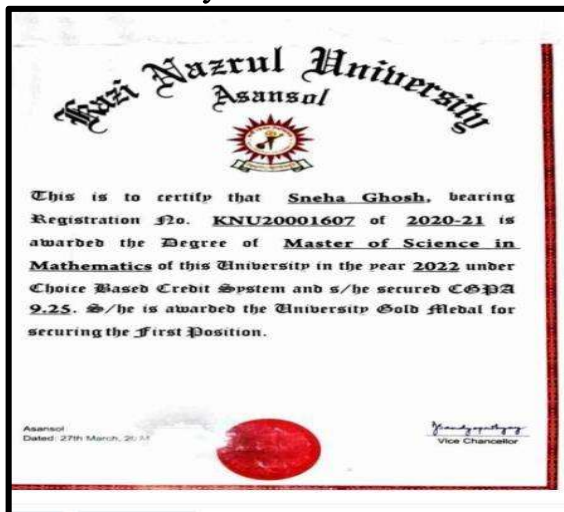 Kazi Nazrul University
Asansol
This is to certify that Sneha Ghosh, bearing
Registration No. KNU20001607 of 2020-21 is
awarded the Degree of Master of Science in
Mathematics of this University in the year 2022 under
Choice Based Credit System and s/he secured CGPA
9.25. S/he is awarded the University Gold Medal for
securing the First Position.
Asansol
Dated: 27th March,
Vice Chancellor